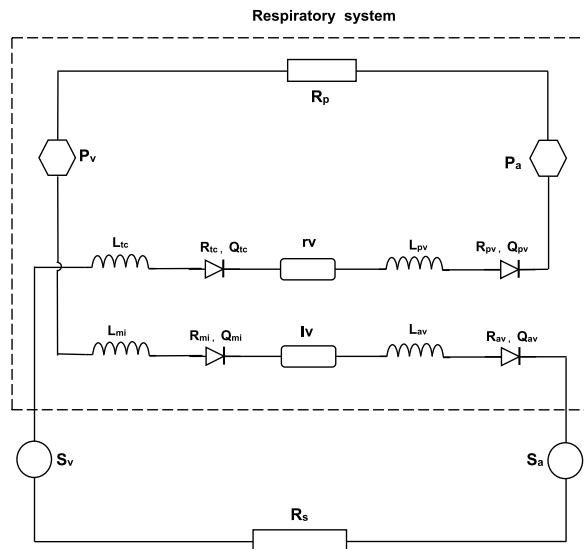 Respiratory system
Rp
Pv
Pa
Ltc
Rtc, Qtc
rv
Lpv
Rpv, Qpv
Lmi
Rmi, Qmi
lv
Lav
Rav, Qav
Sv
Sa
Rs